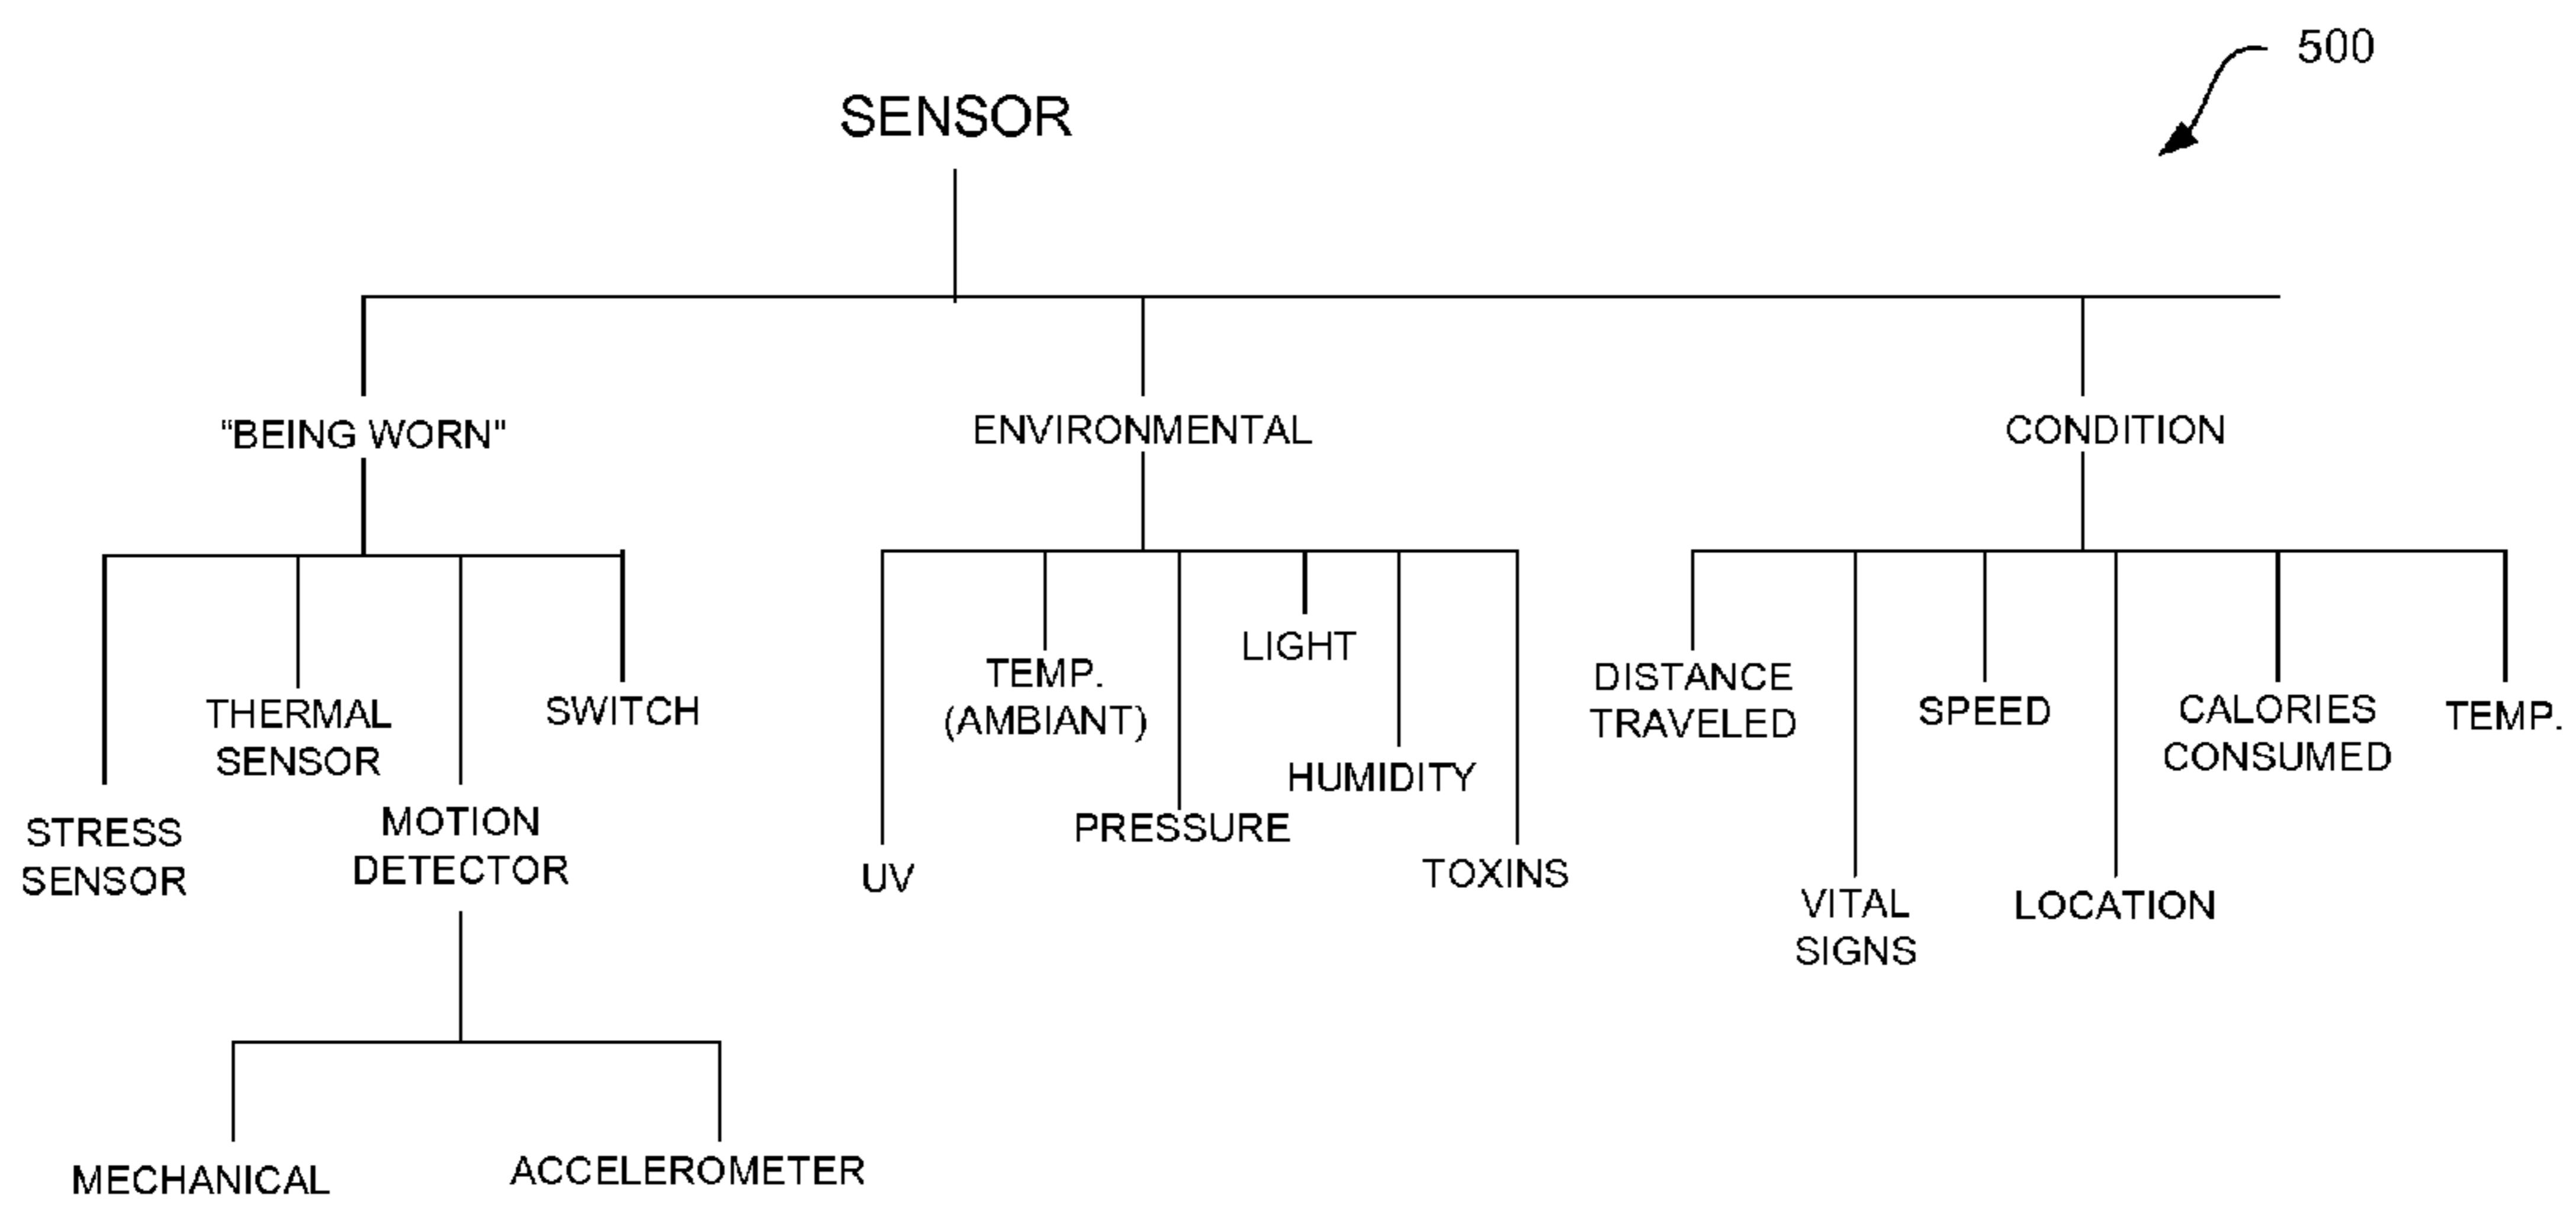 500
SENSOR
"BEING WORN"
ENVIRONMENTAL
CONDITION
STRESS
SENSOR
THERMAL
SENSOR
MOTION
DETECTOR
SWITCH
MECHANICAL
ACCELEROMETER
UV
TEMP.
(AMBIANT)
PRESSURE
LIGHT
HUMIDITY
TOXINS
DISTANCE
TRAVELED
VITAL
SIGNS
SPEED
LOCATION
CALORIES
CONSUMED
TEMP.